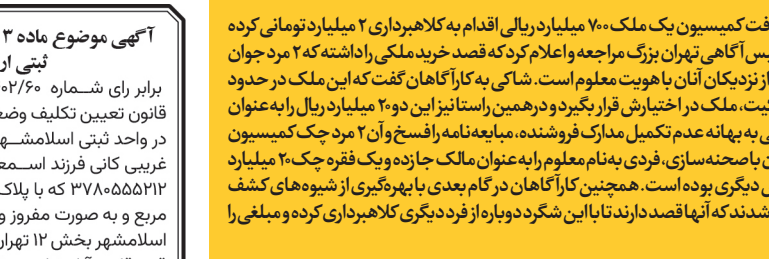 فت کمیسیون یک ملک ۷۰۰ میلیارد ریالی اقدام به کلاهبرداری ۲ میلیارد تومانی کرده
یس آگاهی تهران بزرگ مراجعه و اعلام کرد که قصد خرید ملکی را داشته که ۲ مرد جوان
از نزدیکان آنان با هویت معلوم است. شاکی به کارآگاهان گفت که این ملک در حدود
یت، ملک در اختیارش قرار بگیرد و در همین راستا نیز این دو ۲۰ میلیارد ریال را به عنوان
ی به بهانه عدم تکمیل مدارک فروشنده، مبایعه‌نامه را فسخ و آن ۲ مرد چک کمیسیون
ن با صحنه‌سازی، فردی به نام معلوم را به عنوان مالک جا زده و یک فقره چک ۲۰ میلیارد
ل دیگری بوده است. همچنین کارآگاهان در گام بعدی با بهره‌گیری از شیوه‌های کشف
شدند که آنها قصد دارند تا با این شگرد دوباره از فرد دیگری کلاهبرداری کرده و مبلغی را
آگهی موضوع ماده ۳
ثبتی ار
برابر رای شــماره ۰۲/۶۰
قانون تعیین تکلیف وضع
در واحد ثبتی اسلامشــه
غریبی کانی فرزند اســمع
۳۷۸۰۵۵۵۲۱۲ که با پلاک
مربع و به صورت مفروز و
اسلامشهر بخش ۱۲ تهران